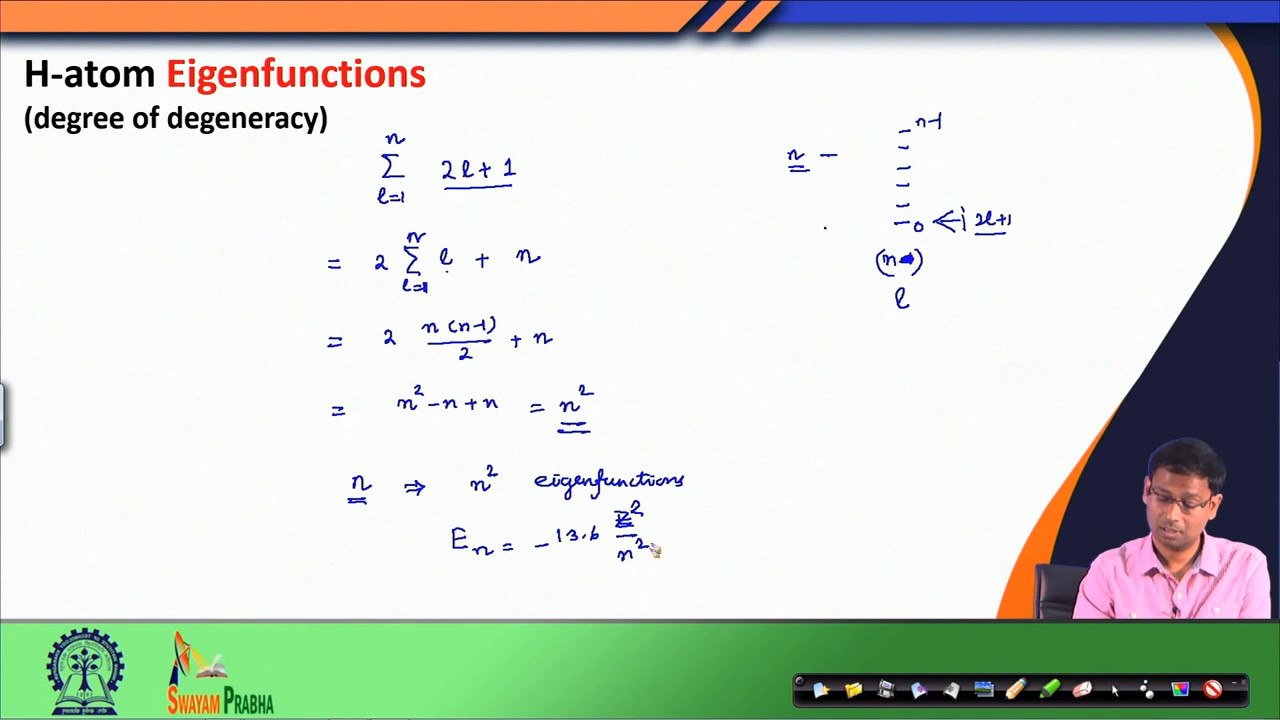 H-atom Eigenfunctions
(degree of degeneracy)
n
∑ 2l + 1
l=1
n
= 2 ∑ l + n
l=1
= 2 n(n-1)/2 + n
= n² - n + n = n²
n ⇒ n² eigenfunctions
E_n = -13.6 Z²/n²
n-1
n -
0 ← 2l+1
l
SWAYAM PRABHA